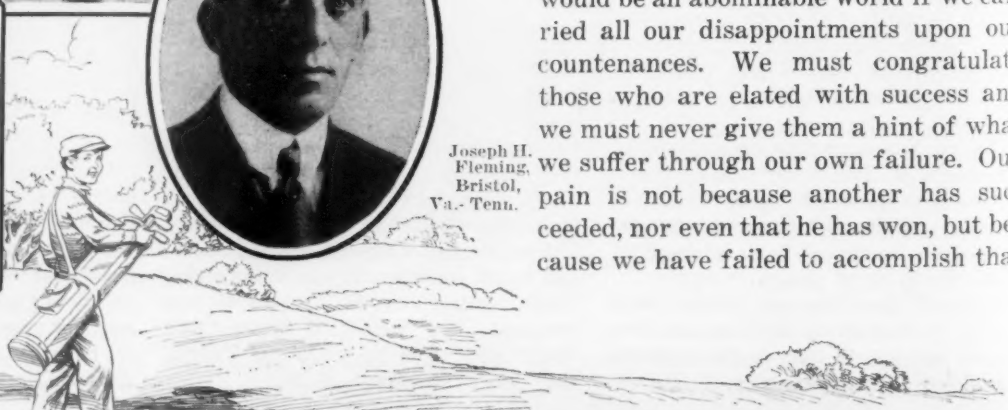 Joseph H.
Fleming,
Bristol,
Va.- Tenn.
would be an abominable world if we
ried all our disappointments upon
countenances. We must congratulat
those who are elated with success an
we must never give them a hint of wha
we suffer through our own failure. Ou
pain is not because another has suc
ceeded, nor even that he has won, but be
cause we have failed to accomplish tha